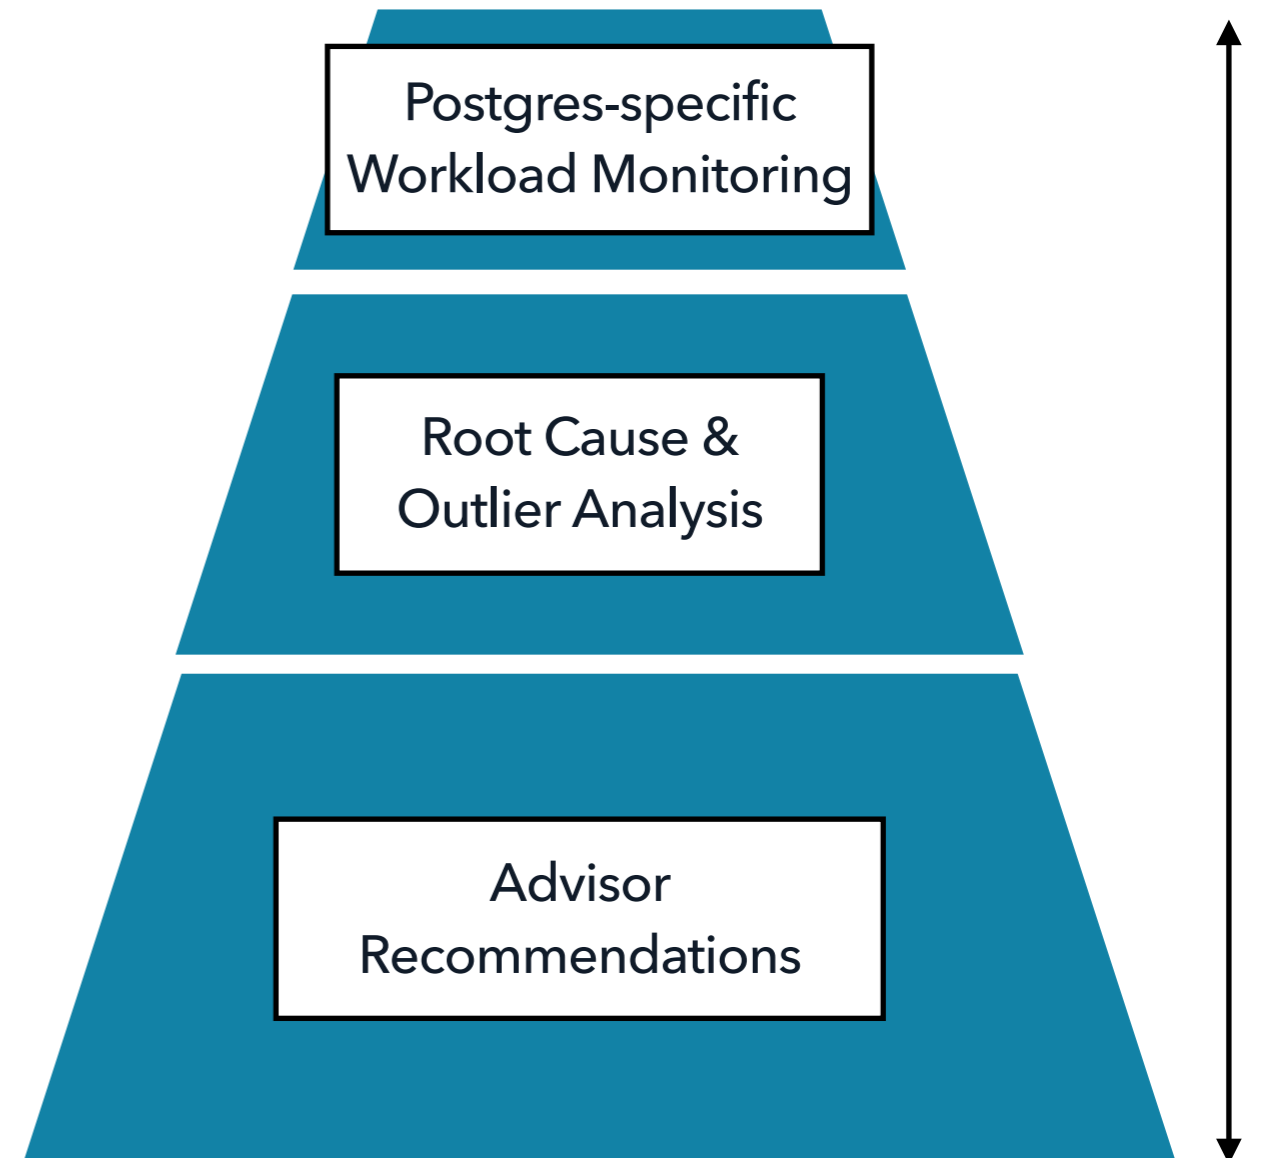 Postgres-specific
Workload Monitoring
Root Cause &
Outlier Analysis
Advisor
Recommendations